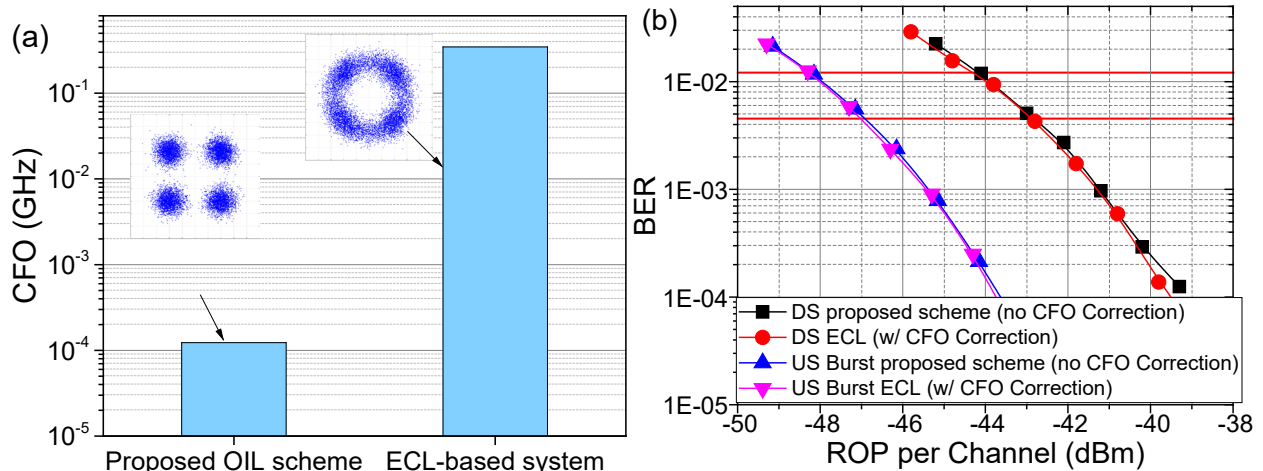 (a)
CFO (GHz)
10⁻¹
10⁻²
10⁻³
10⁻⁴
10⁻⁵
Proposed OIL scheme
ECL-based system
(b)
BER
1E-02
1E-03
1E-04
1E-05
DS proposed scheme (no CFO Correction)
DS ECL (w/ CFO Correction)
US Burst proposed scheme (no CFO Correction)
US Burst ECL (w/ CFO Correction)
-50 -48 -46 -44 -42 -40 -38
ROP per Channel (dBm)